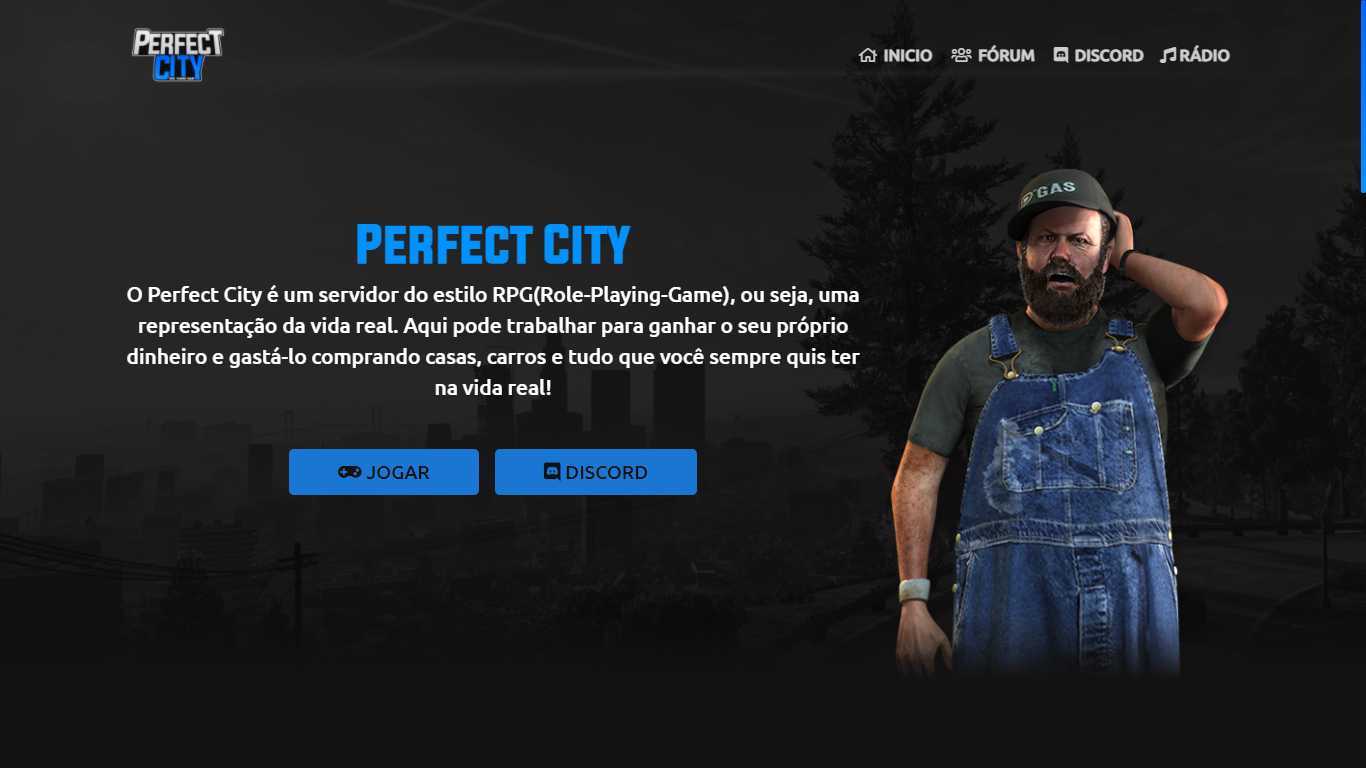 PERFECT
CITY
INICIO FÓRUM DISCORD RÁDIO
PERFECT CITY
O Perfect City é um servidor do estilo RPG(Role-Playing-Game), ou seja, uma
representação da vida real. Aqui pode trabalhar para ganhar o seu próprio
dinheiro e gastá-lo comprando casas, carros e tudo que você sempre quis ter
na vida real!
JOGAR DISCORD
GAS